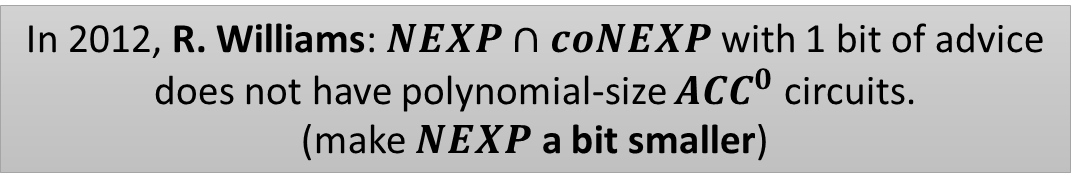 In 2012, R. Williams: NEXP ∩ coNEXP with 1 bit of advice
does not have polynomial-size ACC⁰ circuits.
(make NEXP a bit smaller)